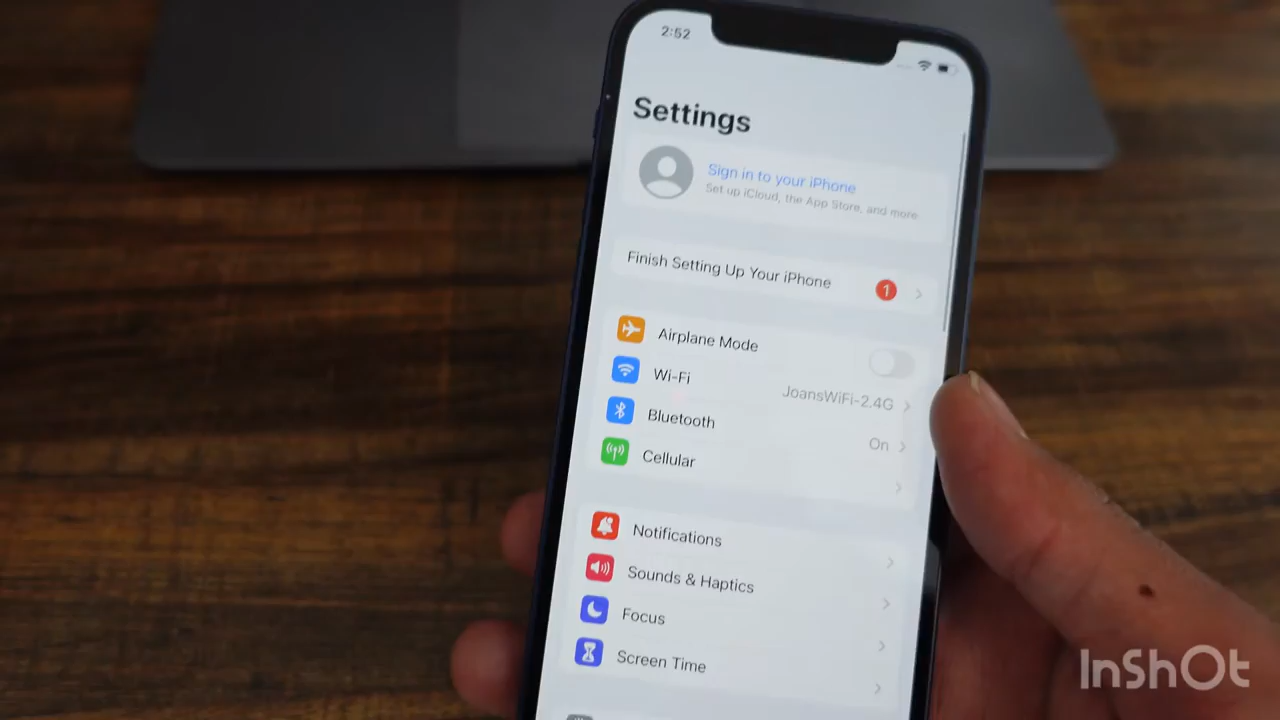 2:52
Settings
Sign in to your iPhone
Set up iCloud, the App Store, and more
Finish Setting Up Your iPhone
1
Airplane Mode
Wi-Fi
JoansWiFi-2.4G
Bluetooth
On
Cellular
Notifications
Sounds & Haptics
Focus
Screen Time
InShOt